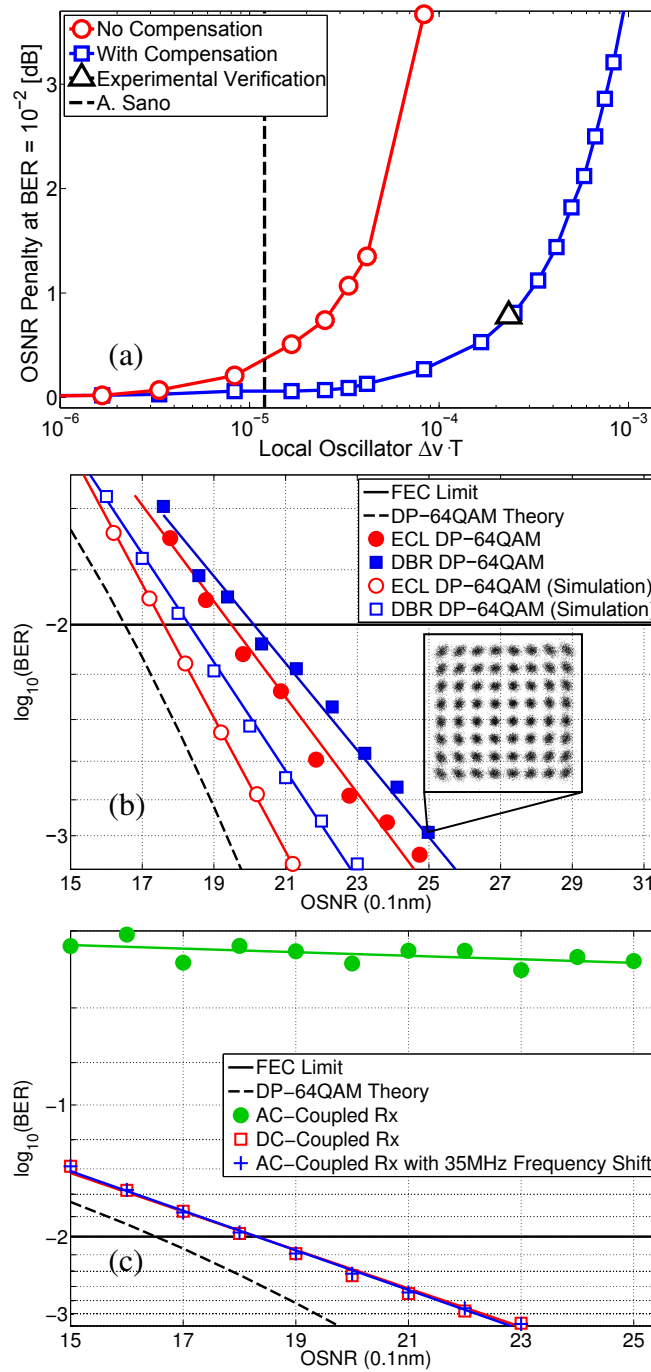 No Compensation
With Compensation
Experimental Verification
A. Sano
OSNR Penalty at BER = 10⁻² [dB]
3
2
1
0
(a)
10⁻⁶
10⁻⁵
10⁻⁴
10⁻³
Local Oscillator Δν·T
FEC Limit
DP−64QAM Theory
ECL DP−64QAM
DBR DP−64QAM
ECL DP−64QAM (Simulation)
DBR DP−64QAM (Simulation)
log₁₀(BER)
−2
−3
(b)
15 17 19 21 23 25 27 29 31
OSNR (0.1nm)
log₁₀(BER)
−1
−2
−3
FEC Limit
DP−64QAM Theory
AC−Coupled Rx
DC−Coupled Rx
AC−Coupled Rx with 35MHz Frequency Shift
(c)
15 17 19 21 23 25
OSNR (0.1nm)